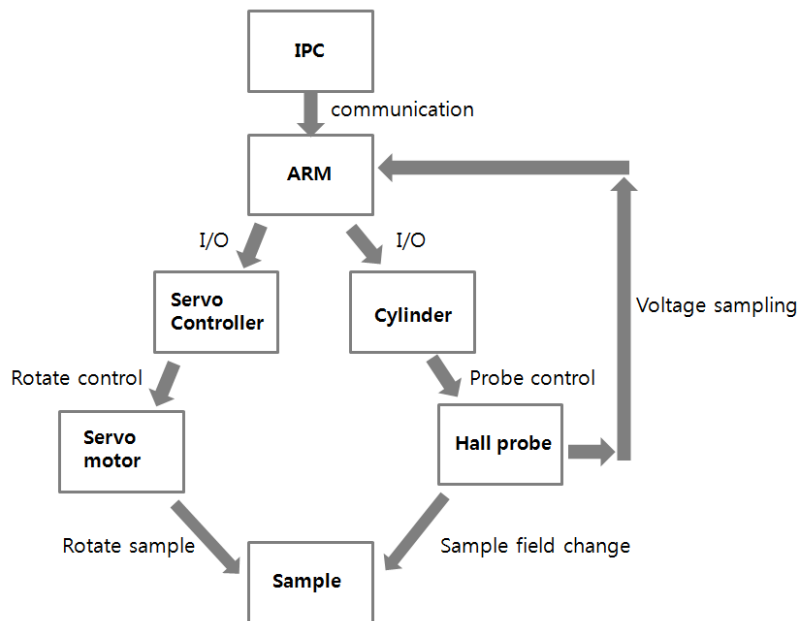 IPC
communication
ARM
I/O
I/O
Servo
Controller
Cylinder
Voltage sampling
Rotate control
Probe control
Servo
motor
Hall probe
Rotate sample
Sample field change
Sample